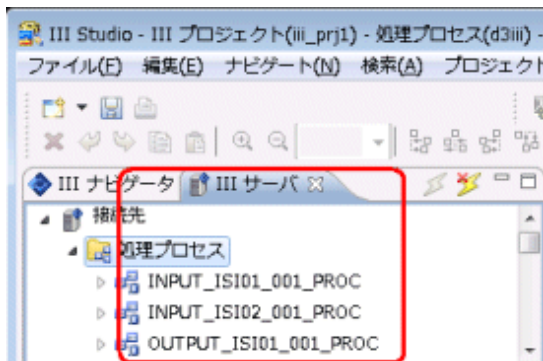 III Studio - III プロジェクト(iii_prj1) - 処理プロセス(d3iii) -
ファイル(F) 編集(E) ナビゲート(N) 検索(A) プロジェクト
III ナビゲータ III サーバ
接続先
処理プロセス
INPUT_ISI01_001_PROC
INPUT_ISI02_001_PROC
OUTPUT_ISI01_001_PROC